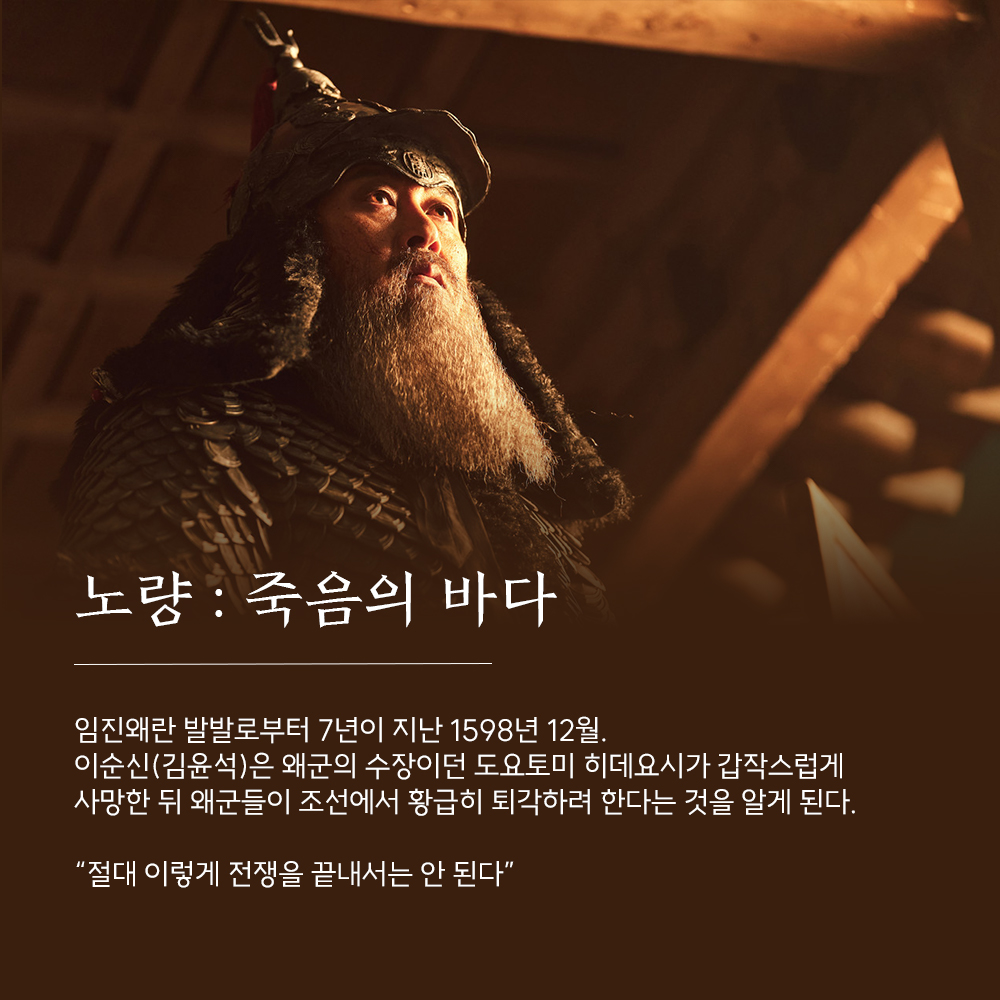 노량 : 죽음의 바다
임진왜란 발발로부터 7년이 지난 1598년 12월.
이순신(김윤석)은 왜군의 수장이던 도요토미 히데요시가 갑작스럽게
사망한 뒤 왜군들이 조선에서 황급히 퇴각하려 한다는 것을 알게 된다.
“절대 이렇게 전쟁을 끝내서는 안 된다”